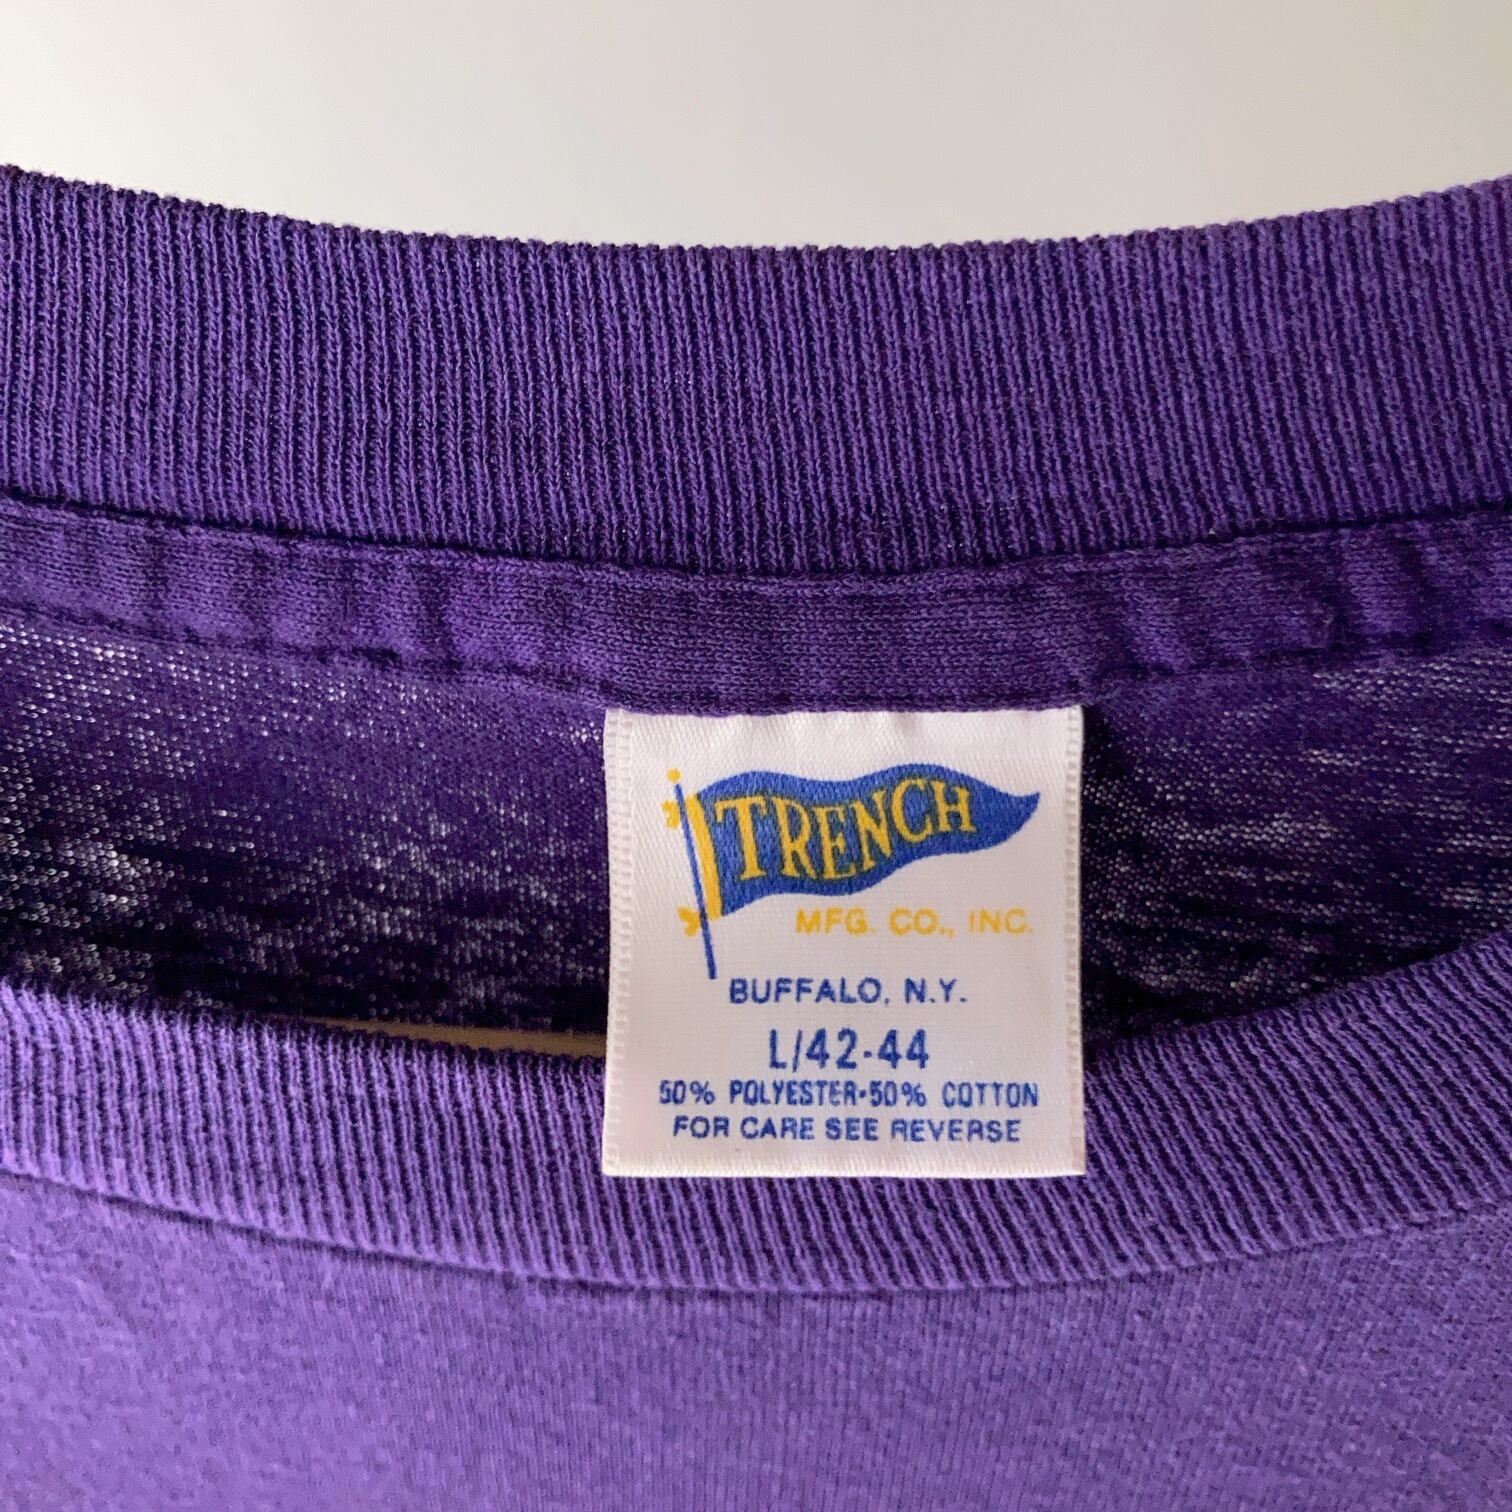 TRENCH
MFG. CO., INC.
BUFFALO, N.Y.
L/42-44
50% POLYESTER•50% COTTON
FOR CARE SEE REVERSE